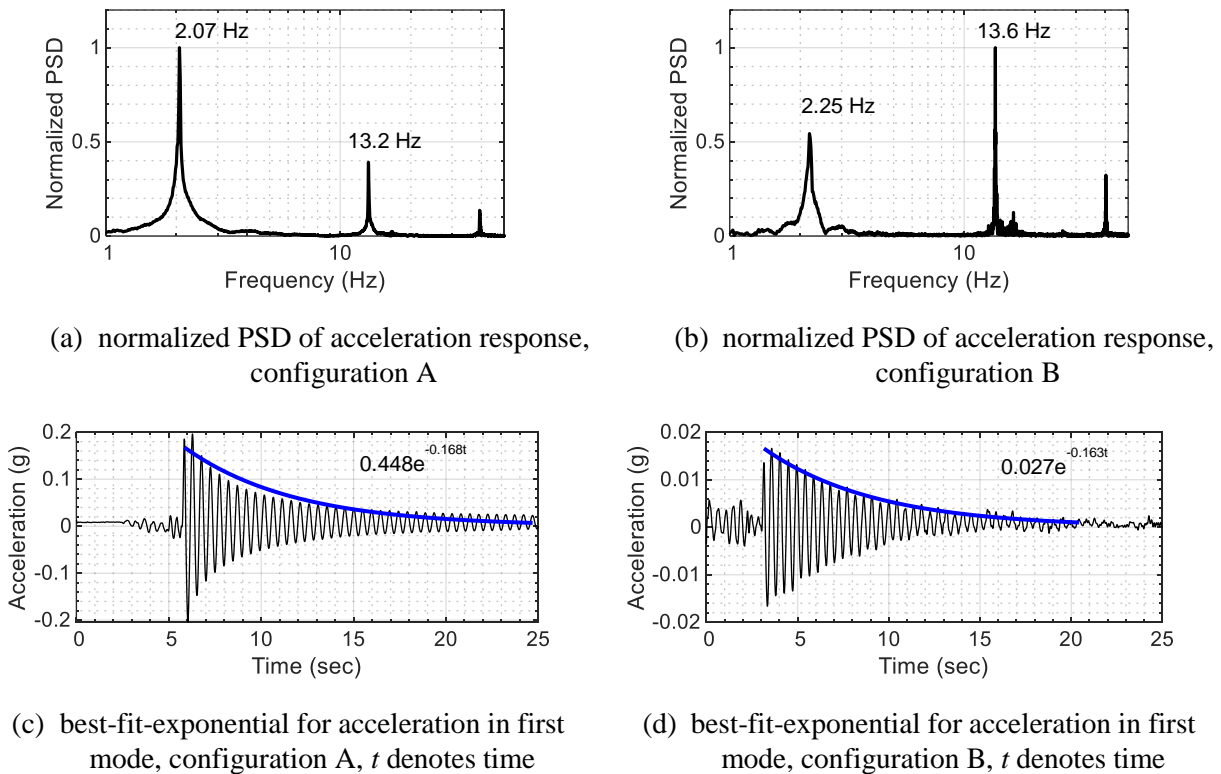 2.07 Hz
13.2 Hz
Normalized PSD
1
0.5
0
1
10
Frequency (Hz)
2.25 Hz
13.6 Hz
Normalized PSD
1
0.5
0
1
10
Frequency (Hz)
(a) normalized PSD of acceleration response,
configuration A
(b) normalized PSD of acceleration response,
configuration B
0.448e-0.168t
Acceleration (g)
0.2
0.1
0
-0.1
-0.2
0 5 10 15 20 25
Time (sec)
0.027e-0.163t
Acceleration (g)
0.02
0.01
0
-0.01
-0.02
0 5 10 15 20 25
Time (sec)
(c) best-fit-exponential for acceleration in first
mode, configuration A, t denotes time
(d) best-fit-exponential for acceleration in first
mode, configuration B, t denotes time